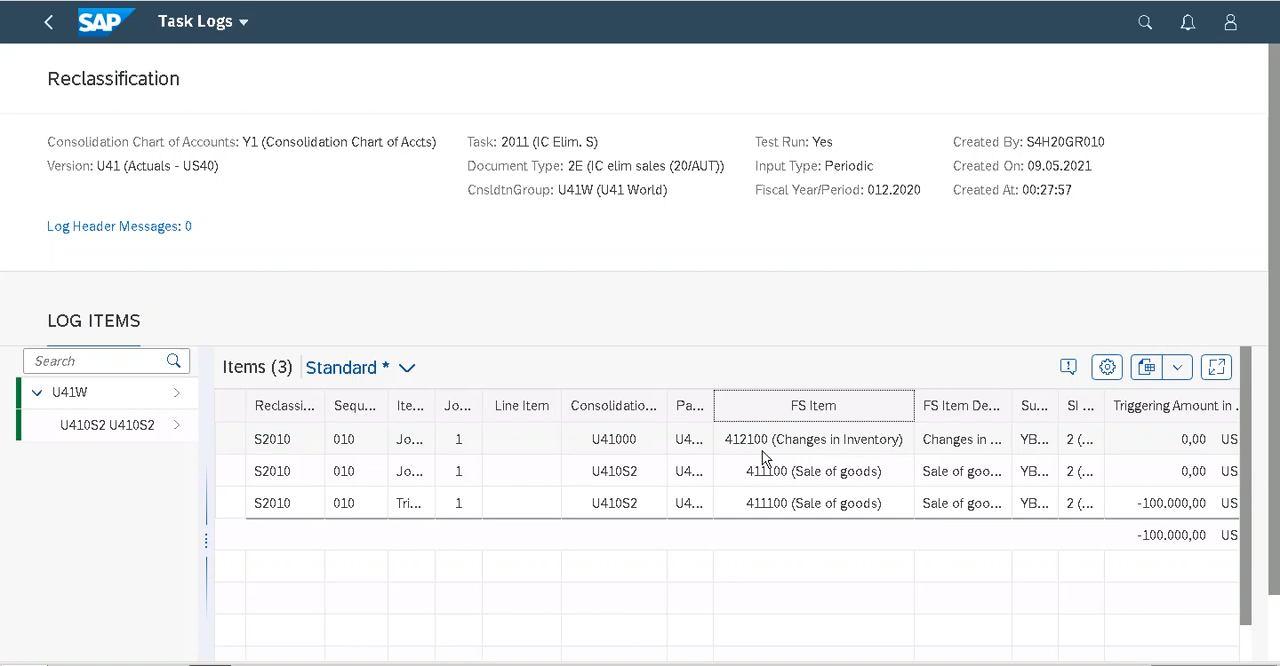 SAP Task Logs
Reclassification
Consolidation Chart of Accounts: Y1 (Consolidation Chart of Accts) Task: 2011 (IC Elim. S) Test Run: Yes Created By: S4H20GR010
Version: U41 (Actuals - US40) Document Type: 2E (IC elim sales (20/AUT)) Input Type: Periodic Created On: 09.05.2021
CnsldtnGroup: U41W (U41 World) Fiscal Year/Period: 012.2020 Created At: 00:27:57
Log Header Messages: 0
LOG ITEMS
Search Items (3) Standard *
U41W
U410S2 U410S2
Reclassi... Sequ... Ite... Jo... Line Item Consolidatio... Pa... FS Item FS Item De... Su... SI ... Triggering Amount in .
S2010 010 Jo... 1 U41000 U4... 412100 (Changes in Inventory) Changes in ... YB... 2 (... 0,00 US
S2010 010 Jo... 1 U410S2 U4... 411100 (Sale of goods) Sale of goo... YB... 2 (... 0,00 US
S2010 010 Tri... 1 U410S2 U4... 411100 (Sale of goods) Sale of goo... YB... 2 (... -100.000,00 US
-100.000,00 US